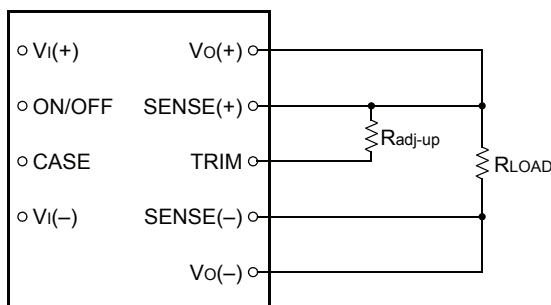 VI(+) VO(+)
ON/OFF SENSE(+)
Radj-up
CASE TRIM
RLOAD
VI(–) SENSE(–)
VO(–)